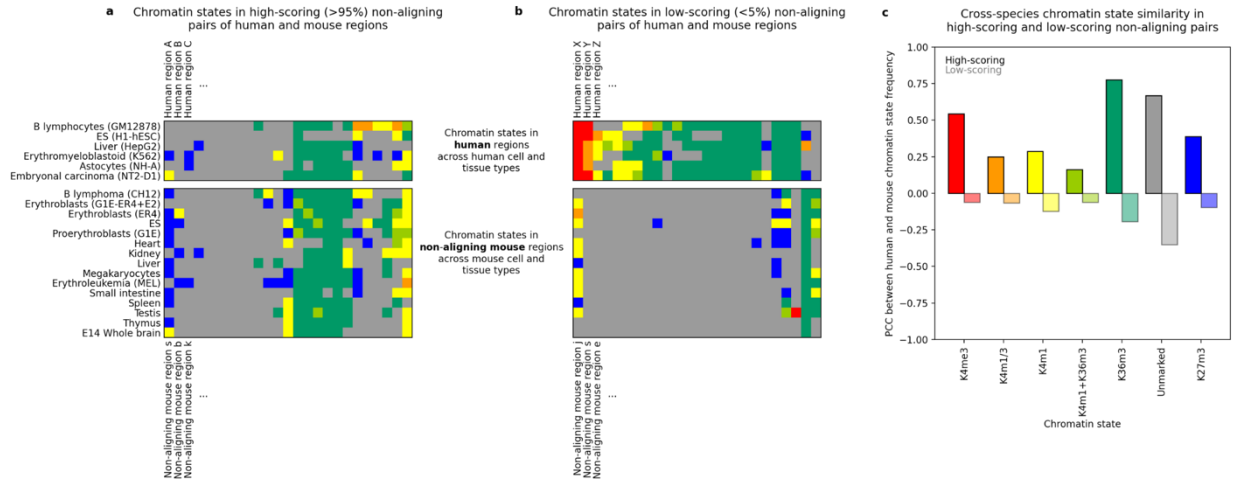 a
Chromatin states in high-scoring (>95%) non-aligning
pairs of human and mouse regions
Human region A
Human region B
Human region C
...
B lymphocytes (GM12878)
ES (H1-hESC)
Liver (HepG2)
Erythromyeloblastoid (K562)
Astocytes (NH-A)
Embryonal carcinoma (NT2-D1)
B lymphoma (CH12)
Erythroblasts (G1E-ER4+E2)
Erythroblasts (ER4)
ES
Proerythroblasts (G1E)
Heart
Kidney
Liver
Megakaryocytes
Erythroleukemia (MEL)
Small intestine
Spleen
Testis
Thymus
E14 Whole brain
Non-aligning mouse region s
Non-aligning mouse region b
Non-aligning mouse region k
...
b
Chromatin states in low-scoring (<5%) non-aligning
pairs of human and mouse regions
Human region X
Human region Y
Human region Z
...
Chromatin states in
human regions
across human cell and
tissue types
Chromatin states in
non-aligning mouse regions
across mouse cell and
tissue types
Non-aligning mouse region j
Non-aligning mouse region s
Non-aligning mouse region e
...
c
Cross-species chromatin state similarity in
high-scoring and low-scoring non-aligning pairs
PCC between human and mouse chromatin state frequency
1.00
0.75
0.50
0.25
0.00
−0.25
−0.50
−0.75
−1.00
High-scoring
Low-scoring
K4me3
K4m1/3
K4m1
K4m1+K36m3
K36m3
Unmarked
K27m3
Chromatin state